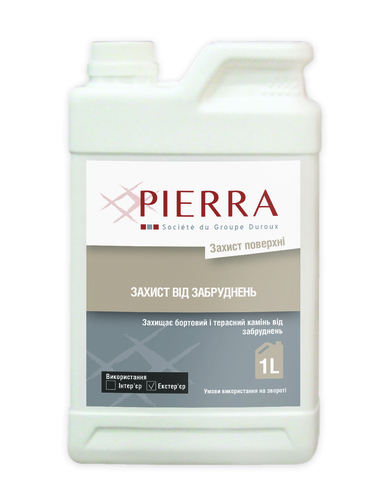 PIERRA
Société du Groupe Duroux
Захист поверхні
ЗАХИСТ ВІД ЗАБРУДНЕНЬ
Захищає бортовий і терасний камінь від
забруднень
1L
Використання
Інтер'єр Екстер'єр
Умови використання на звороті